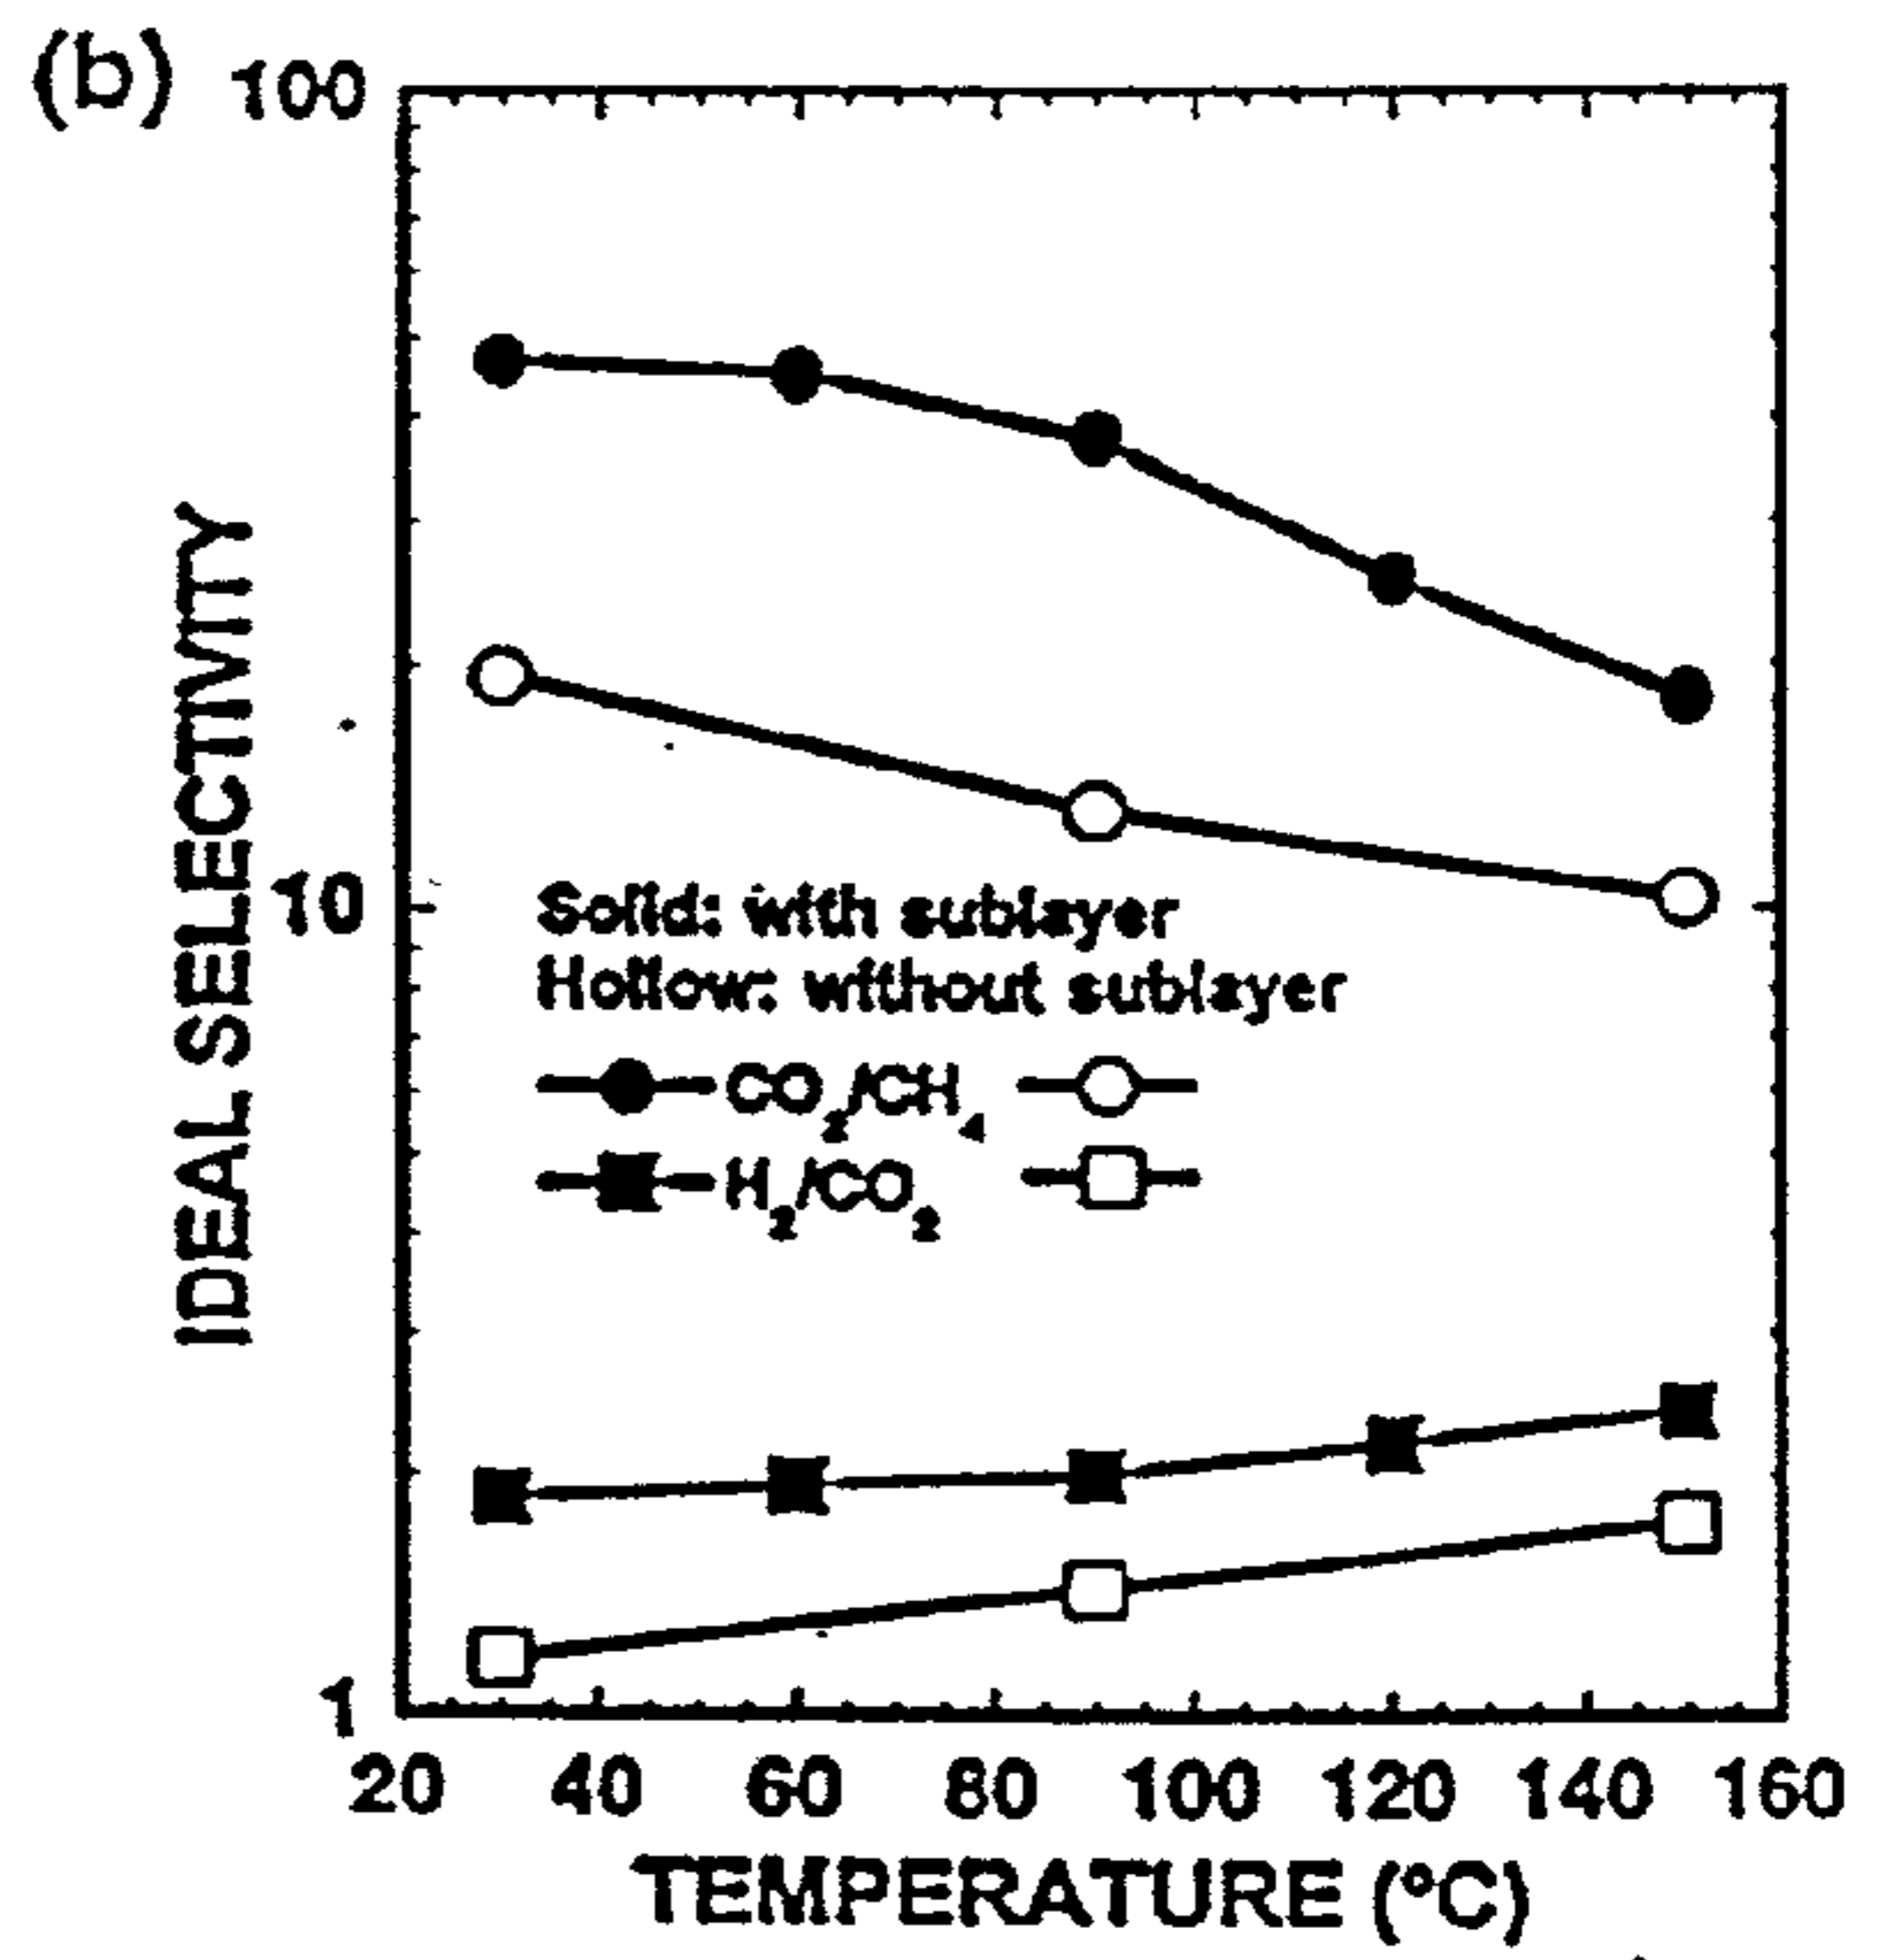 (b)
100
10
1
IDEAL SELECTIVITY
Solid: with sublayer
Hollow: without sublayer
CO₂/CH₄
H₂/CO₂
20 40 60 80 100 120 140 160
TEMPERATURE (°C)